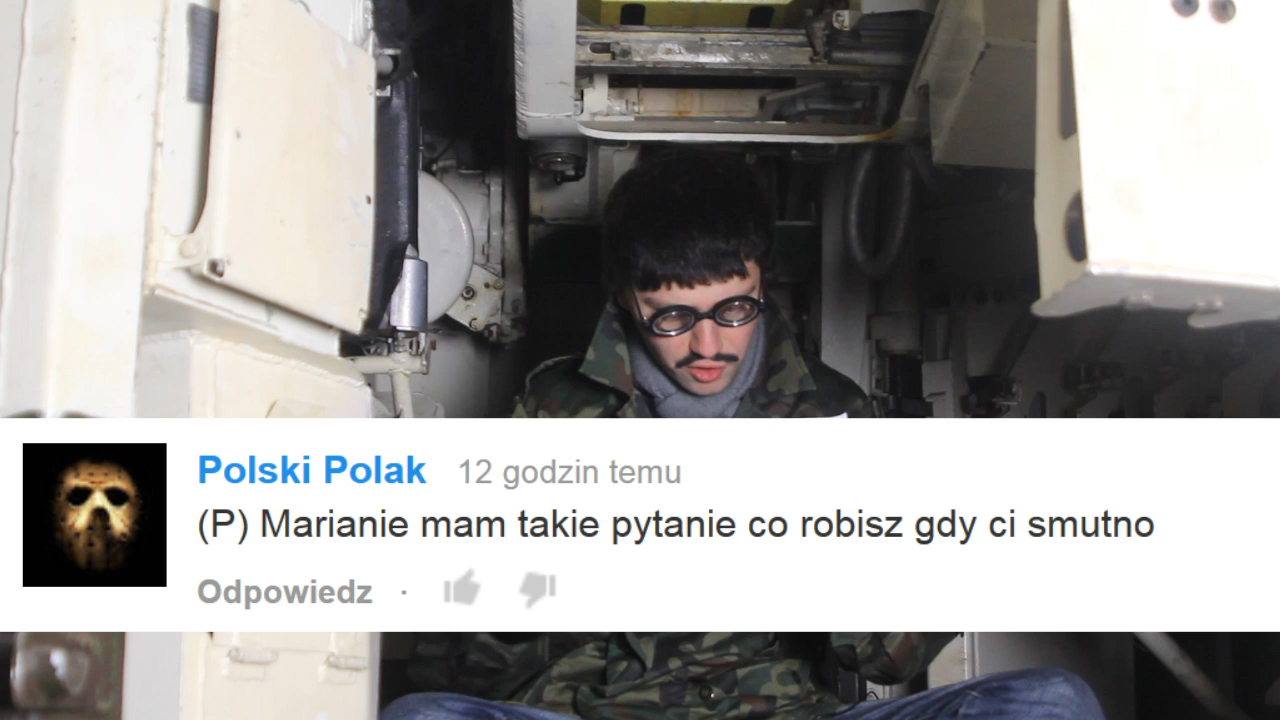 Polski Polak 12 godzin temu
(P) Marianie mam takie pytanie co robisz gdy ci smutno
Odpowiedz ·